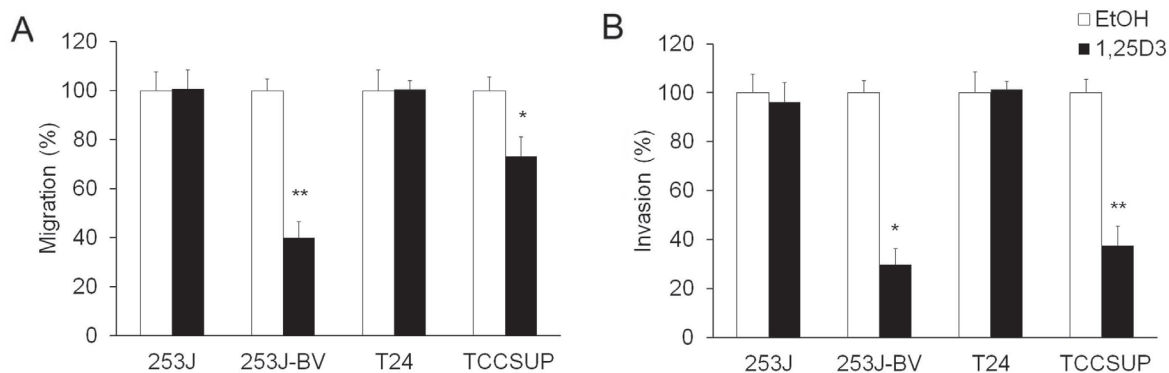 A
Migration (%)
120
100
80
60
40
20
0
**
*
253J 253J-BV T24 TCCSUP
B
EtOH
1,25D3
Invasion (%)
120
100
80
60
40
20
0
*
**
253J 253J-BV T24 TCCSUP